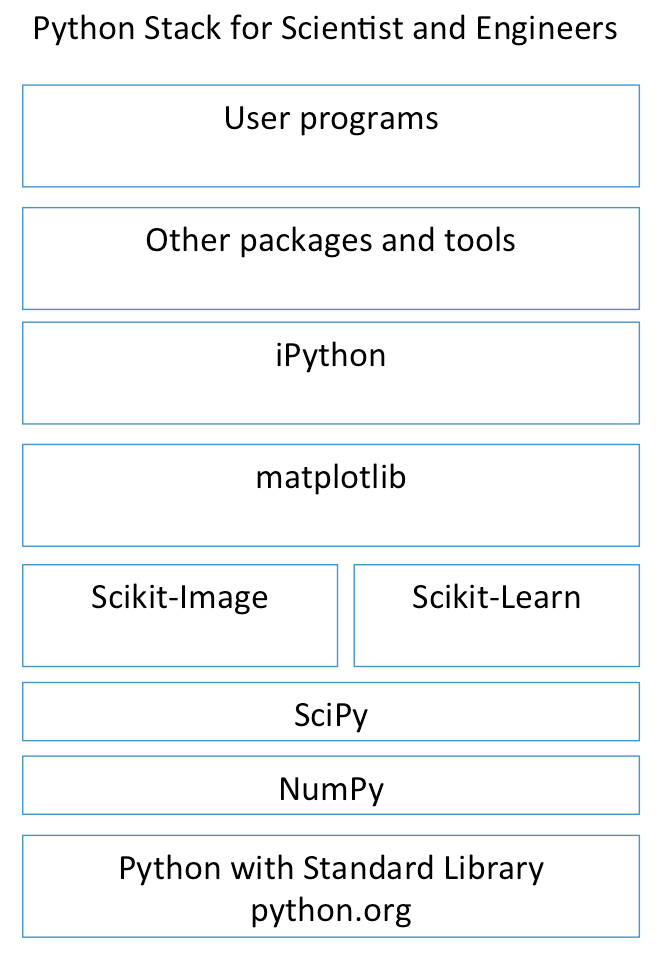 Python Stack for Scientist and Engineers
User programs
Other packages and tools
iPython
matplotlib
Scikit-Image
Scikit-Learn
SciPy
NumPy
Python with Standard Library
python.org